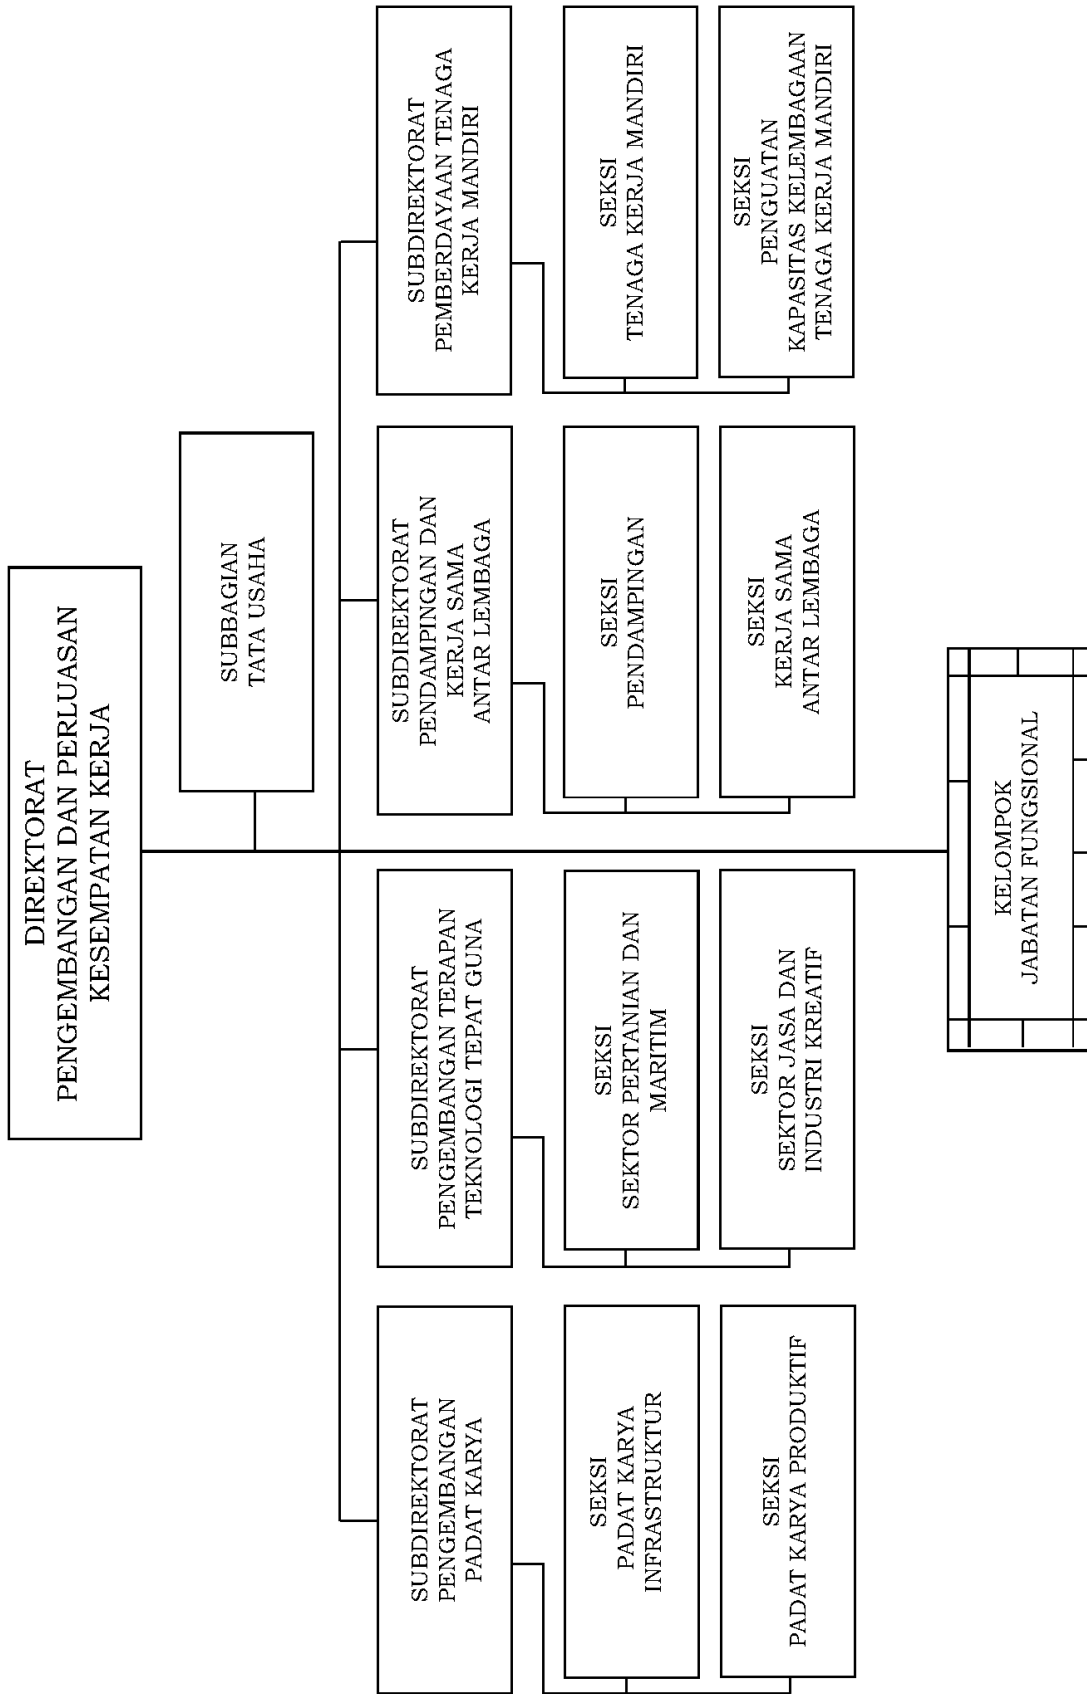 DIREKTORAT
PENGEMBANGAN DAN PERLUASAN
KESEMPATAN KERJA
SUBBAGIAN
TATA USAHA
SUBDIREKTORAT
PENGEMBANGAN
PADAT KARYA
SUBDIREKTORAT
PENGEMBANGAN TERAPAN
TEKNOLOGI TEPAT GUNA
SUBDIREKTORAT
PENDAMPINGAN DAN
KERJA SAMA
ANTAR LEMBAGA
SUBDIREKTORAT
PEMBERDAYAAN TENAGA
KERJA MANDIRI
SEKSI
PADAT KARYA
INFRASTRUKTUR
SEKSI
SEKTOR PERTANIAN DAN
MARITIM
SEKSI
PENDAMPINGAN
SEKSI
TENAGA KERJA MANDIRI
SEKSI
PADAT KARYA PRODUKTIF
SEKSI
SEKTOR JASA DAN
INDUSTRI KREATIF
SEKSI
KERJA SAMA
ANTAR LEMBAGA
SEKSI
PENGUATAN
KAPASITAS KELEMBAGAAN
TENAGA KERJA MANDIRI
KELOMPOK
JABATAN FUNGSIONAL